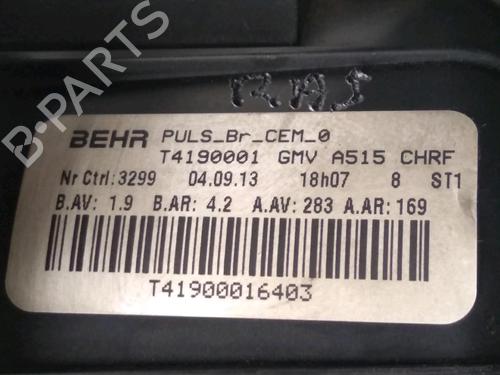 BEHR PULS_Br_CEM_0
T4190001 GMV A515 CHRF
Nr Ctrl:3299 04.09.13 18h07 8 ST1
B.AV: 1.9 B.AR: 4.2 A.AV: 283 A.AR: 169
T41900016403
B-PARTS